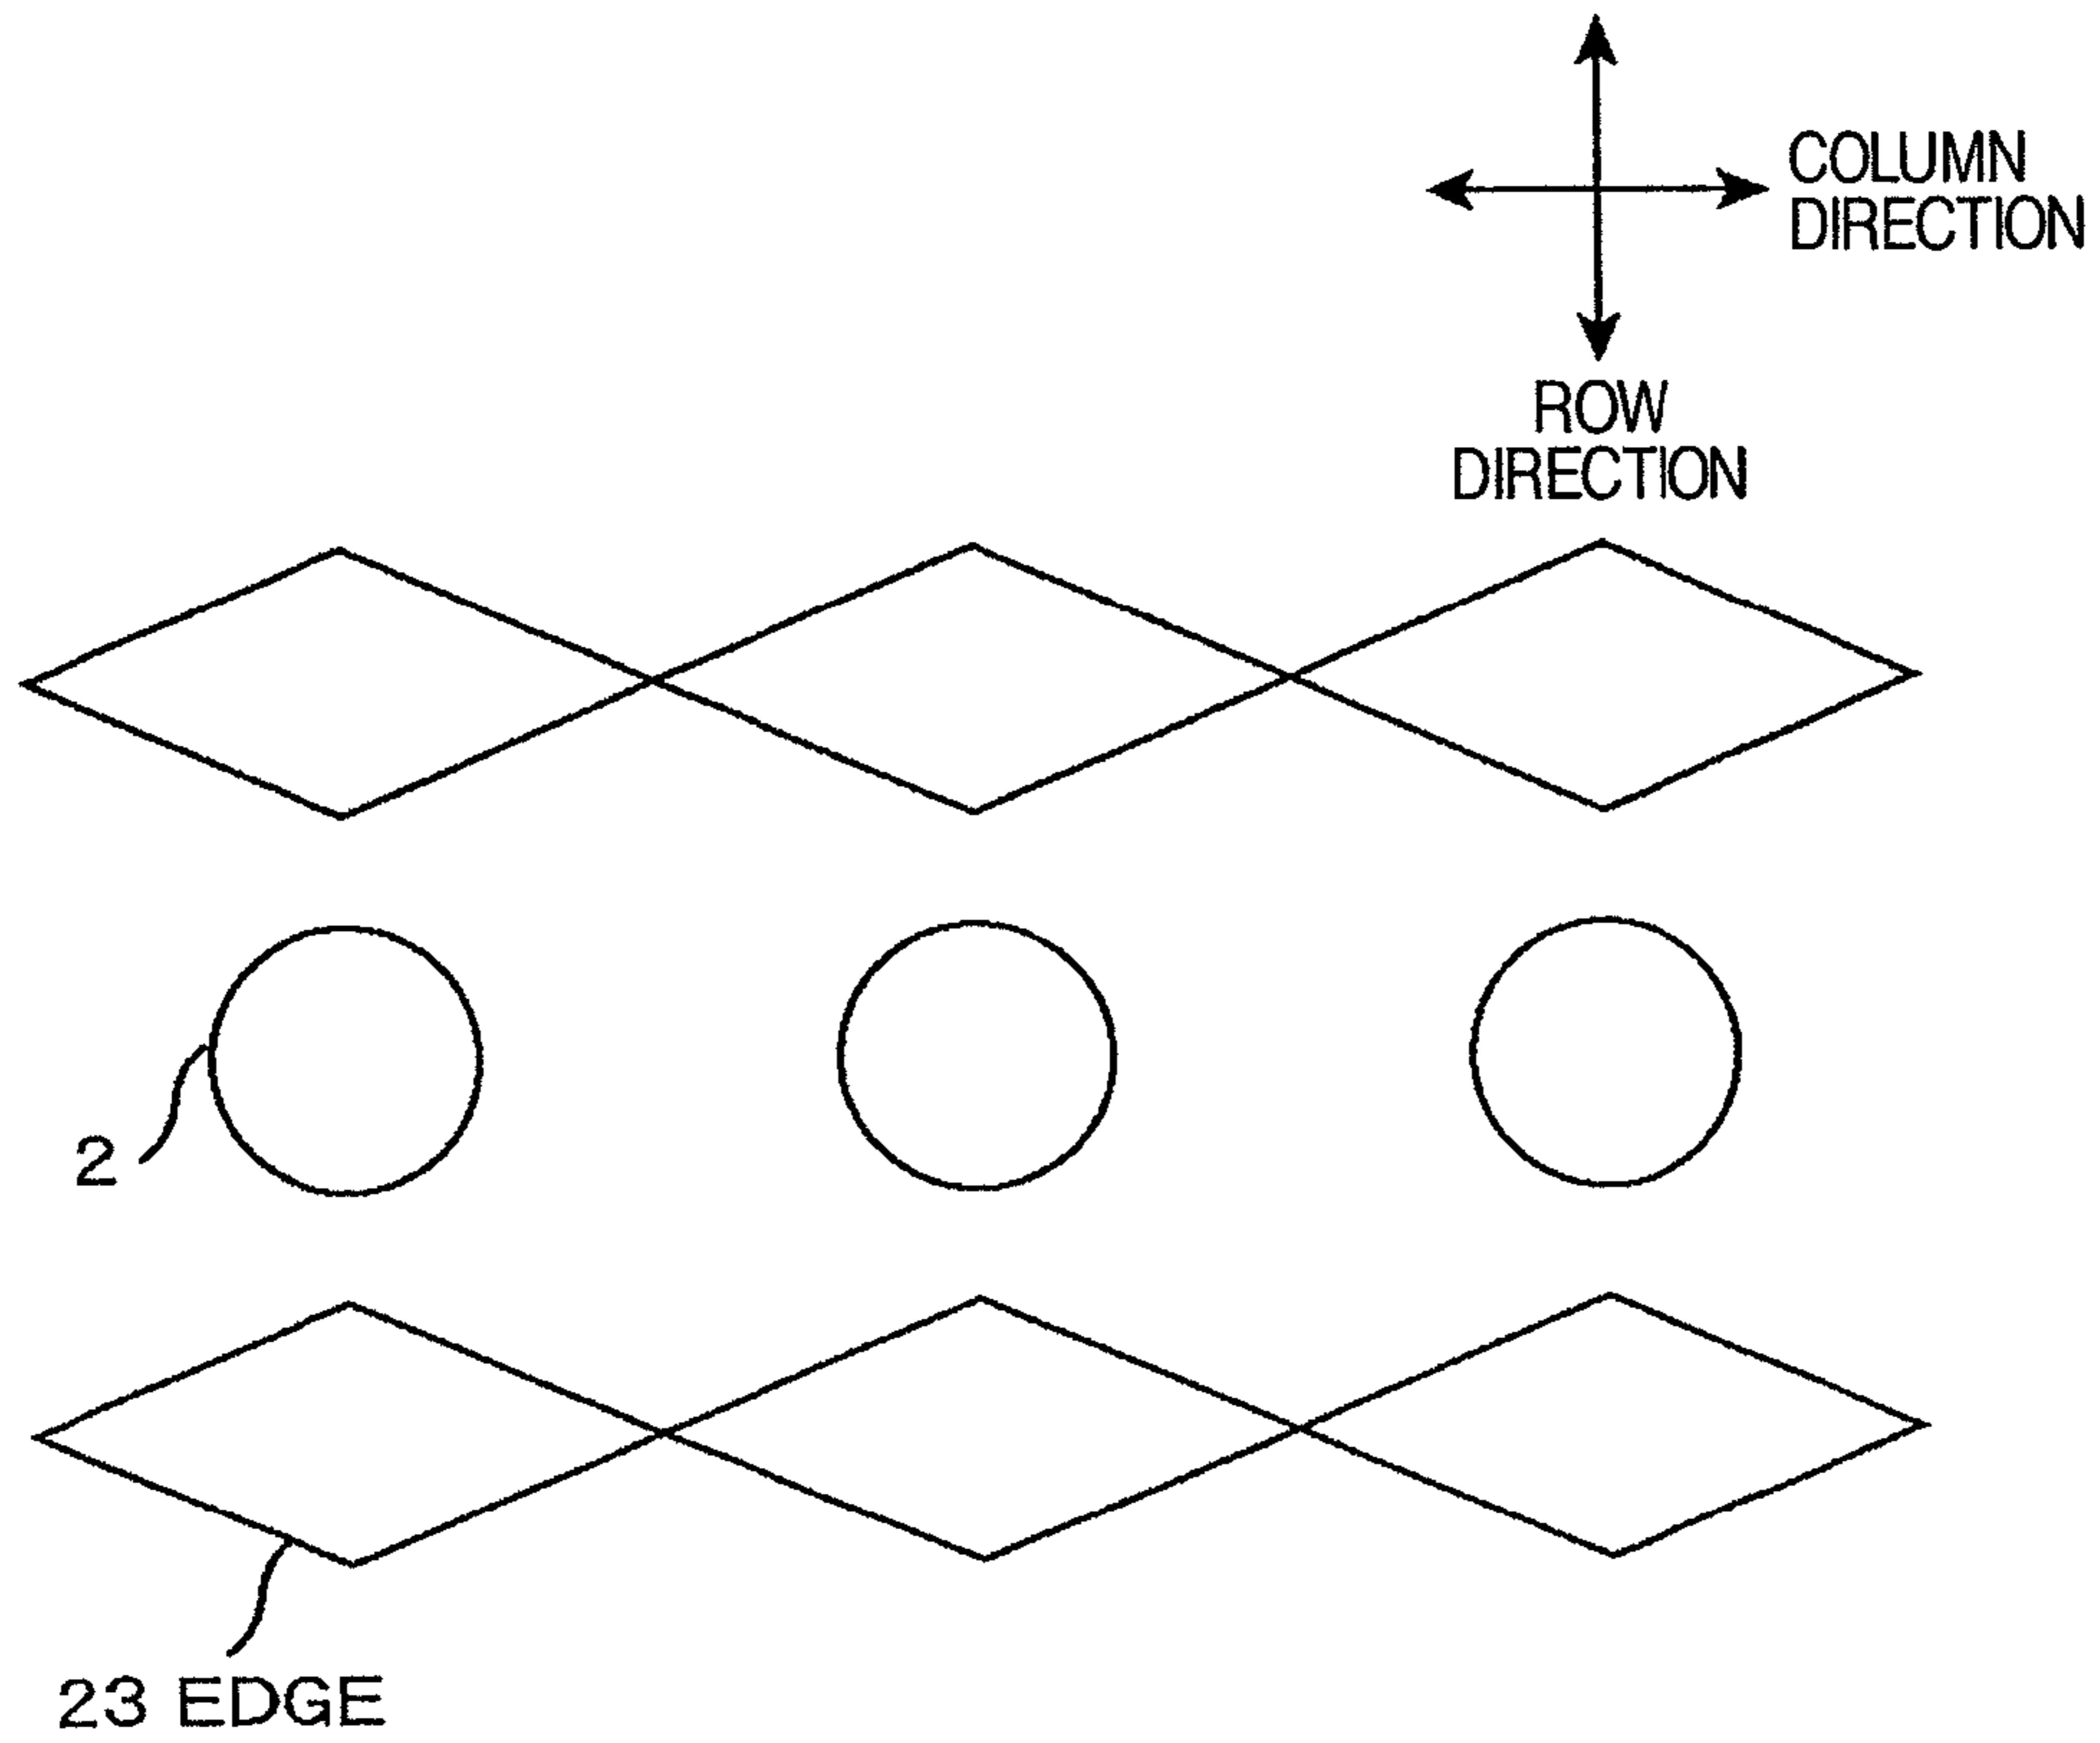 COLUMN
DIRECTION
ROW
DIRECTION
2
23 EDGE